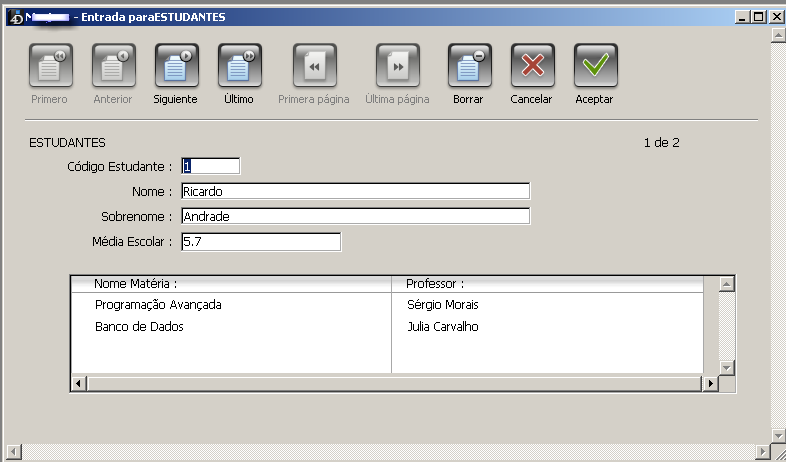 - Entrada paraESTUDANTES
Primero Anterior Siguiente Último Primera página Última página Borrar Cancelar Aceptar
ESTUDANTES 1 de 2
Código Estudante : 1
Nome : Ricardo
Sobrenome : Andrade
Média Escolar : 5.7
Nome Matéria : Professor :
Programação Avançada Sérgio Morais
Banco de Dados Julia Carvalho